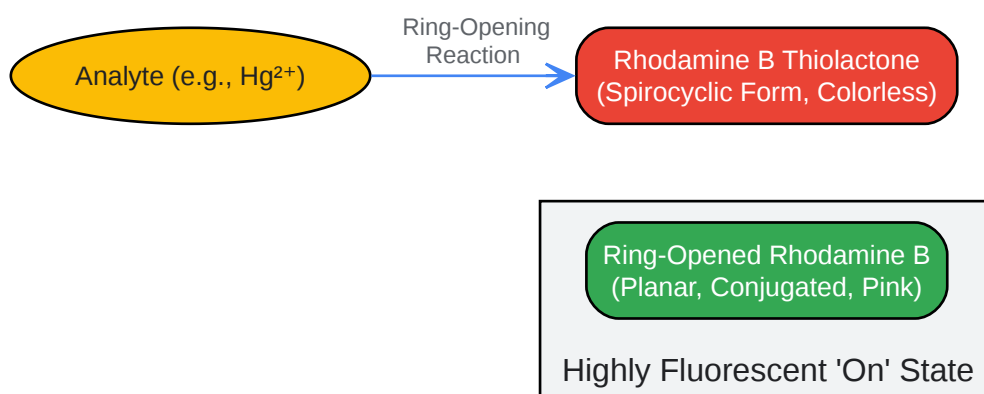 Ring-Opening
Reaction
Analyte (e.g., Hg²⁺)
Rhodamine B Thiolactone
(Spirocyclic Form, Colorless)
Ring-Opened Rhodamine B
(Planar, Conjugated, Pink)
Highly Fluorescent 'On' State